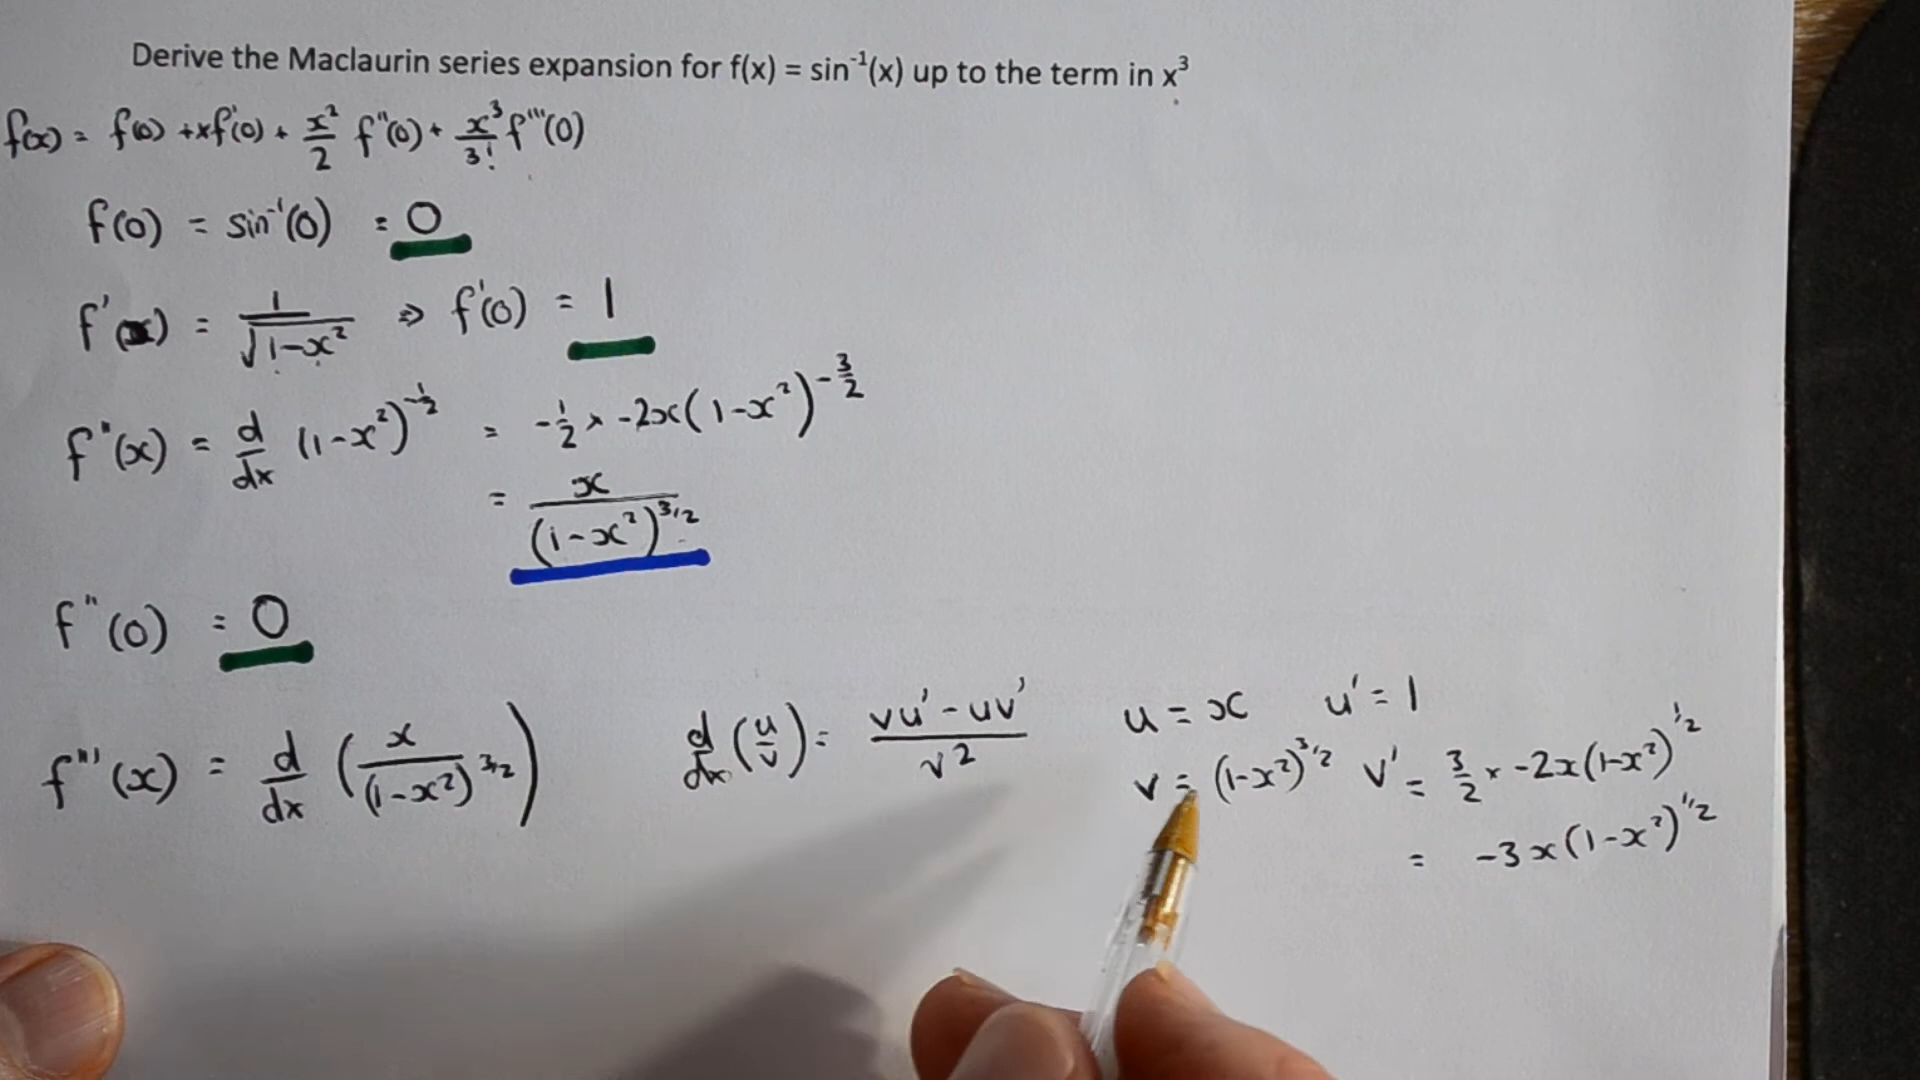 Derive the Maclaurin series expansion for f(x) = sin⁻¹(x) up to the term in x³
f(x) = f(0) + xf'(0) + x²/2 f''(0) + x³/3! f'''(0)
f(0) = sin⁻¹(0) = 0
f'(x) = 1/√(1-x²) ⇒ f'(0) = 1
f''(x) = d/dx (1-x²)^(-1/2) = -1/2 × -2x(1-x²)^(-3/2)
= x/(1-x²)^(3/2)
f''(0) = 0
f'''(x) = d/dx (x/(1-x²)^(3/2)) d/dx (u/v) = (vu' - uv')/v²
u = x u' = 1
v = (1-x²)^(3/2) v' = 3/2 × -2x(1-x²)^(1/2)
= -3x(1-x²)^(1/2)